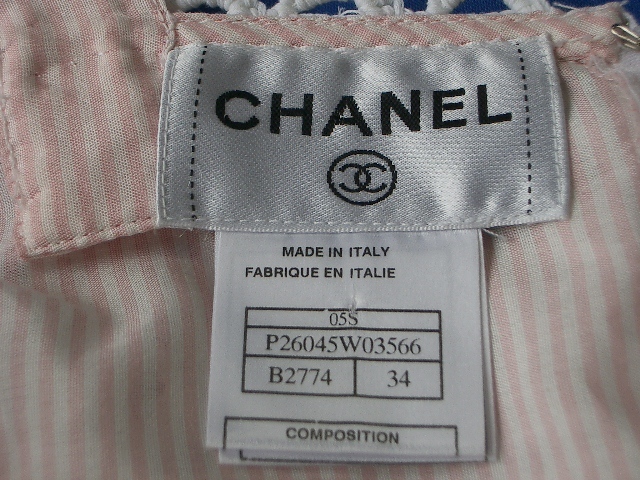 CHANEL
MADE IN ITALY
FABRIQUE EN ITALIE
05S
P26045W03566
B2774 34
COMPOSITION